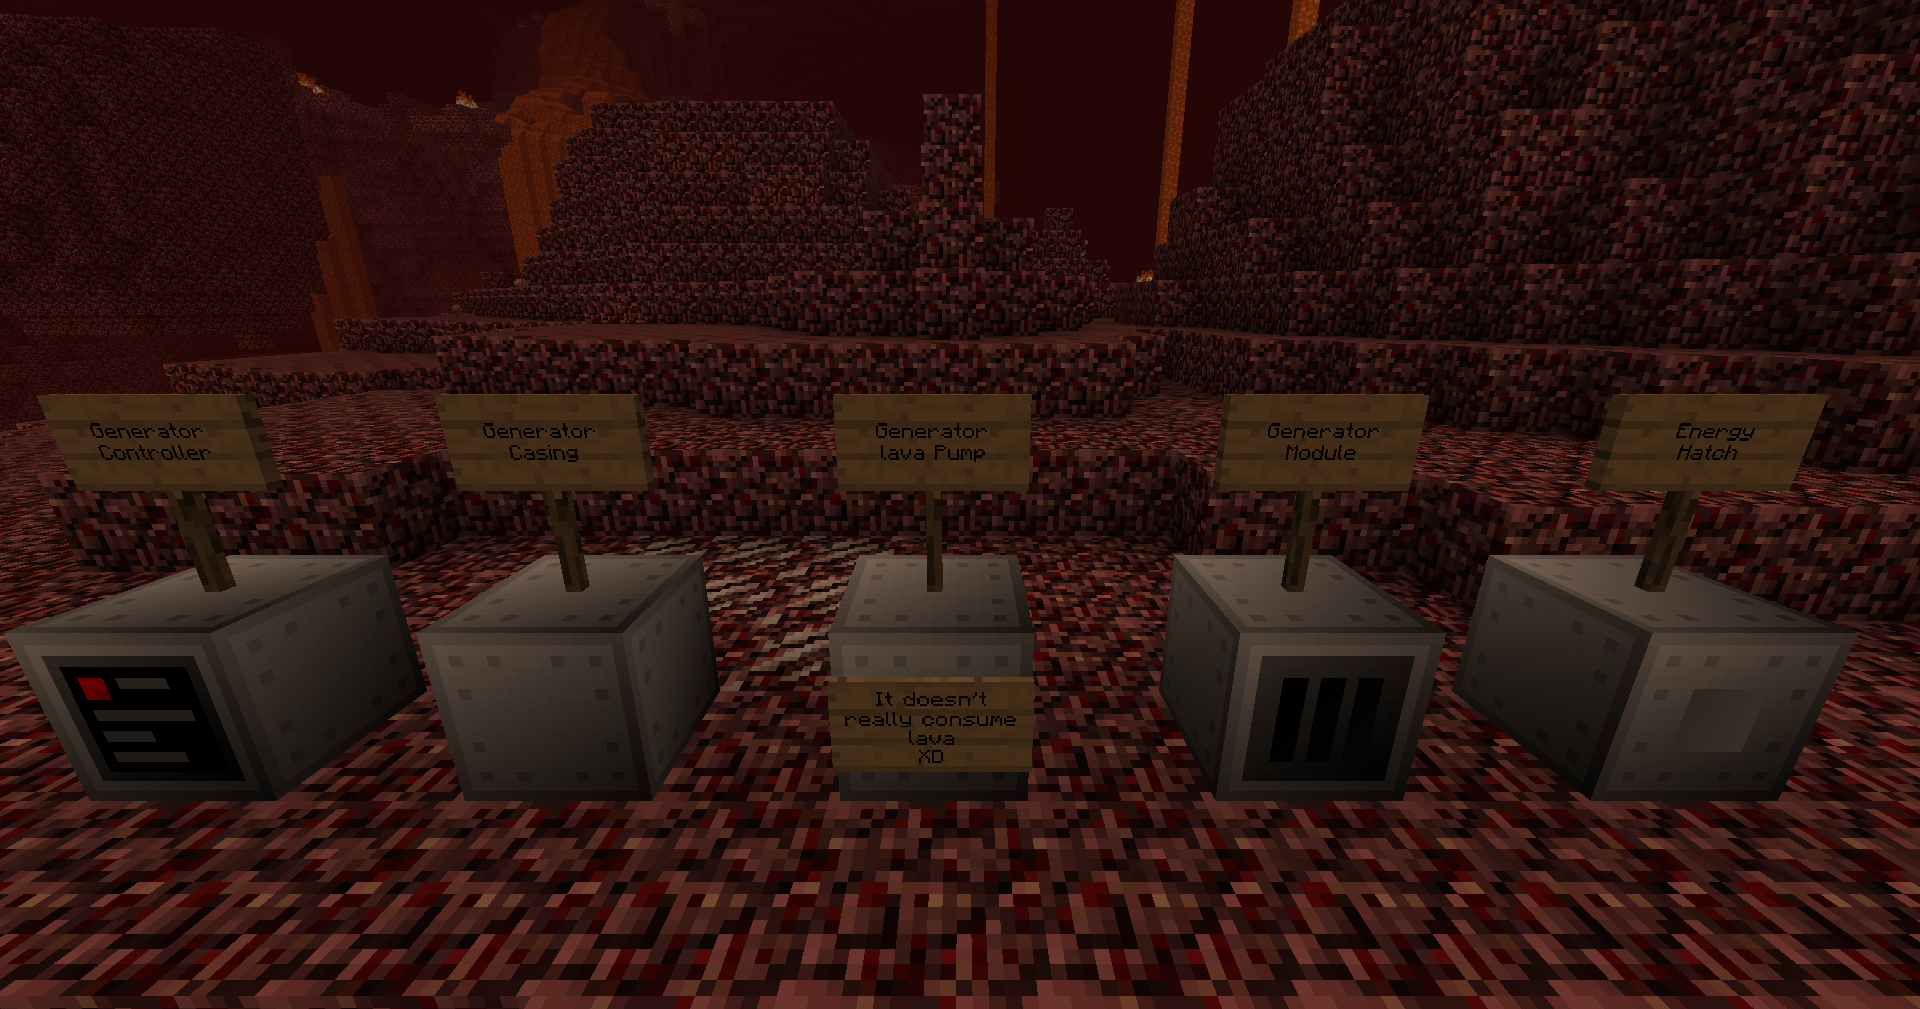 Generator
Controller
Generator
Casing
Generator
lava Pump
Generator
Module
Energy
Hatch
It doesn't
really consume
lava
XD